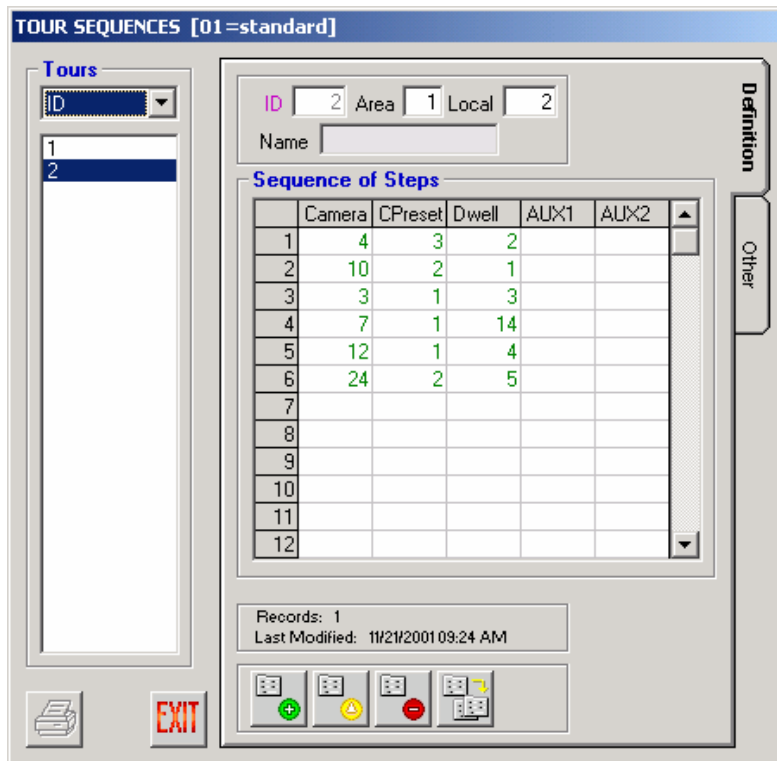 TOUR SEQUENCES [01=standard]
Tours
ID
1
2
ID 2 Area 1 Local 2
Name
Sequence of Steps
Camera CPreset Dwell AUX1 AUX2
1 4 3 2
2 10 2 1
3 3 1 3
4 7 1 14
5 12 1 4
6 24 2 5
7
8
9
10
11
12
Records: 1
Last Modified: 11/21/2001 09:24 AM
EXIT
Definition
Other